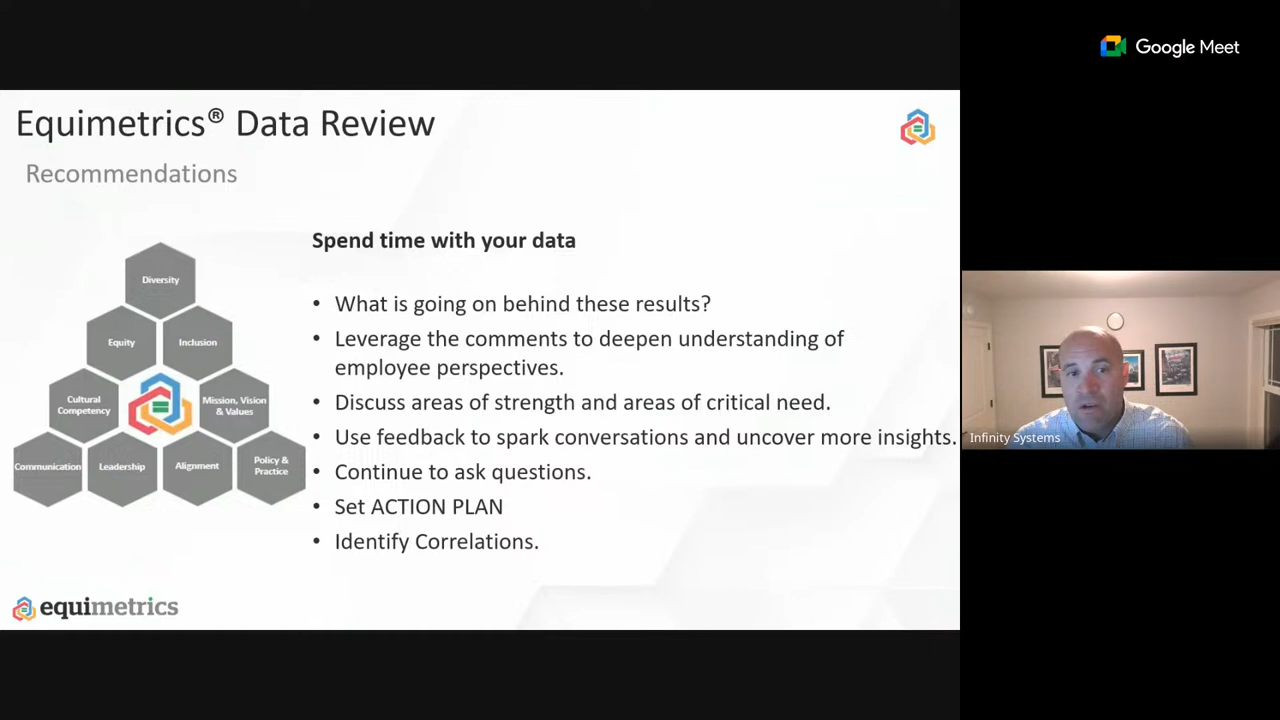 Google Meet
Equimetrics® Data Review
Recommendations
Spend time with your data
• What is going on behind these results?
• Leverage the comments to deepen understanding of
employee perspectives.
• Discuss areas of strength and areas of critical need.
• Use feedback to spark conversations and uncover more insights.
• Continue to ask questions.
• Set ACTION PLAN
• Identify Correlations.
Diversity
Equity
Inclusion
Cultural
Competency
Mission, Vision
& Values
Communication
Leadership
Alignment
Policy &
Practice
equimetrics
Infinity Systems